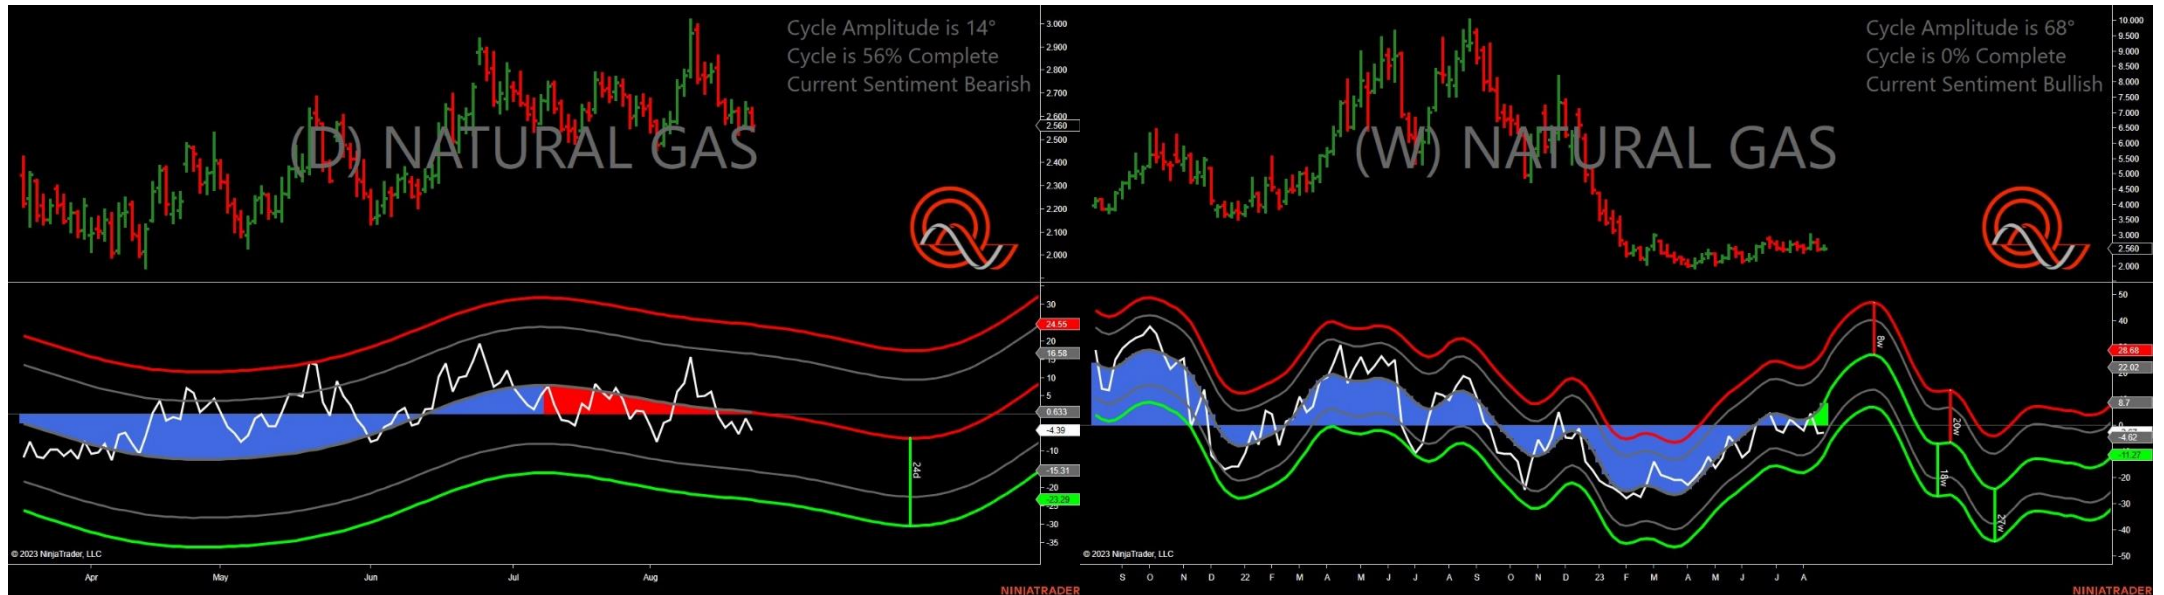 Cycle Amplitude is 14°
Cycle is 56% Complete
Current Sentiment Bearish
(D) NATURAL GAS
3.000
2.900
2.800
2.700
2.600
2.560
2.500
2.400
2.300
2.200
2.100
2.000
30
24.55
20
16.58
10
5
0.633
-4.39
-10
-15.31
-20
-23.29
-30
-35
24d
© 2023 NinjaTrader, LLC
Apr May Jun Jul Aug
NINJATRADER
Cycle Amplitude is 68°
Cycle is 0% Complete
Current Sentiment Bullish
(W) NATURAL GAS
10.000
9.500
9.000
8.500
8.000
7.500
7.000
6.500
6.000
5.500
5.000
4.500
4.000
3.500
3.000
2.560
2.000
50
40
28.68
22.02
8.7
-4.62
-11.27
-20
-30
-40
-50
8w
20w
18w
27w
© 2023 NinjaTrader, LLC
S O N D 22 F M A M J J A S O N D 23 F M A M J J A
NINJATRADER